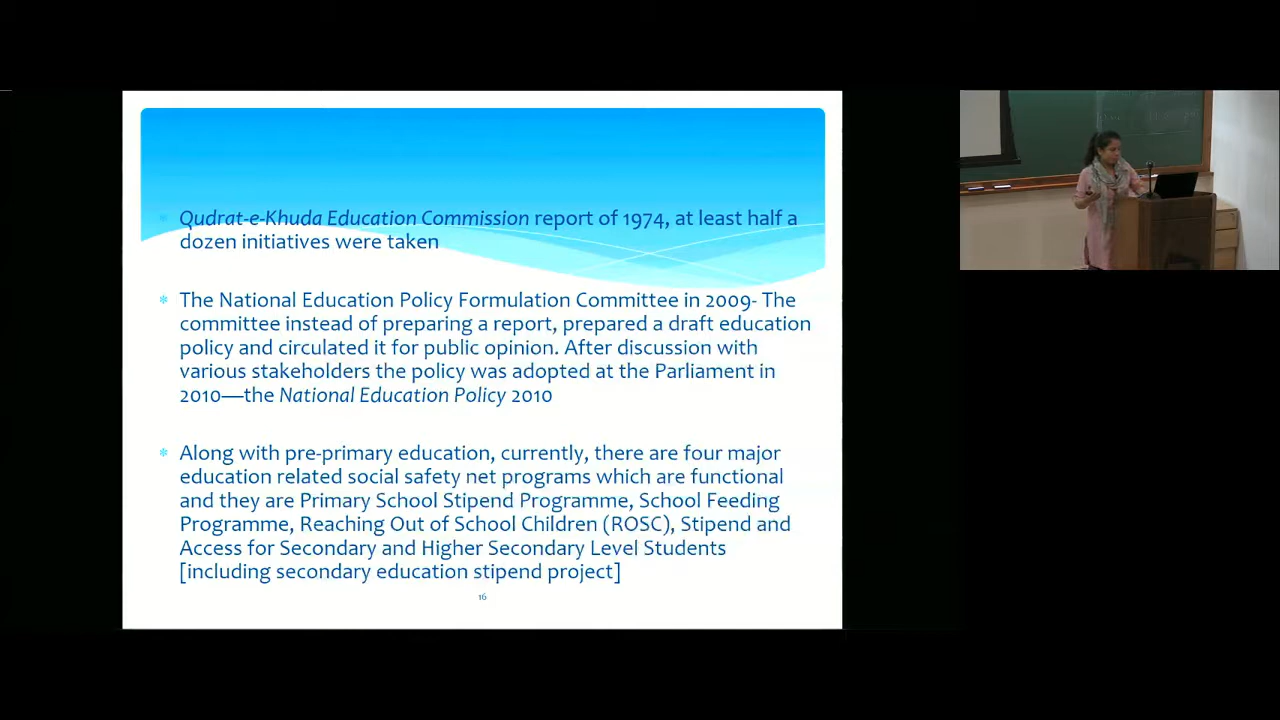 Qudrat-e-Khuda Education Commission report of 1974, at least half a
dozen initiatives were taken
The National Education Policy Formulation Committee in 2009- The
committee instead of preparing a report, prepared a draft education
policy and circulated it for public opinion. After discussion with
various stakeholders the policy was adopted at the Parliament in
2010—the National Education Policy 2010
Along with pre-primary education, currently, there are four major
education related social safety net programs which are functional
and they are Primary School Stipend Programme, School Feeding
Programme, Reaching Out of School Children (ROSC), Stipend and
Access for Secondary and Higher Secondary Level Students
[including secondary education stipend project]
16